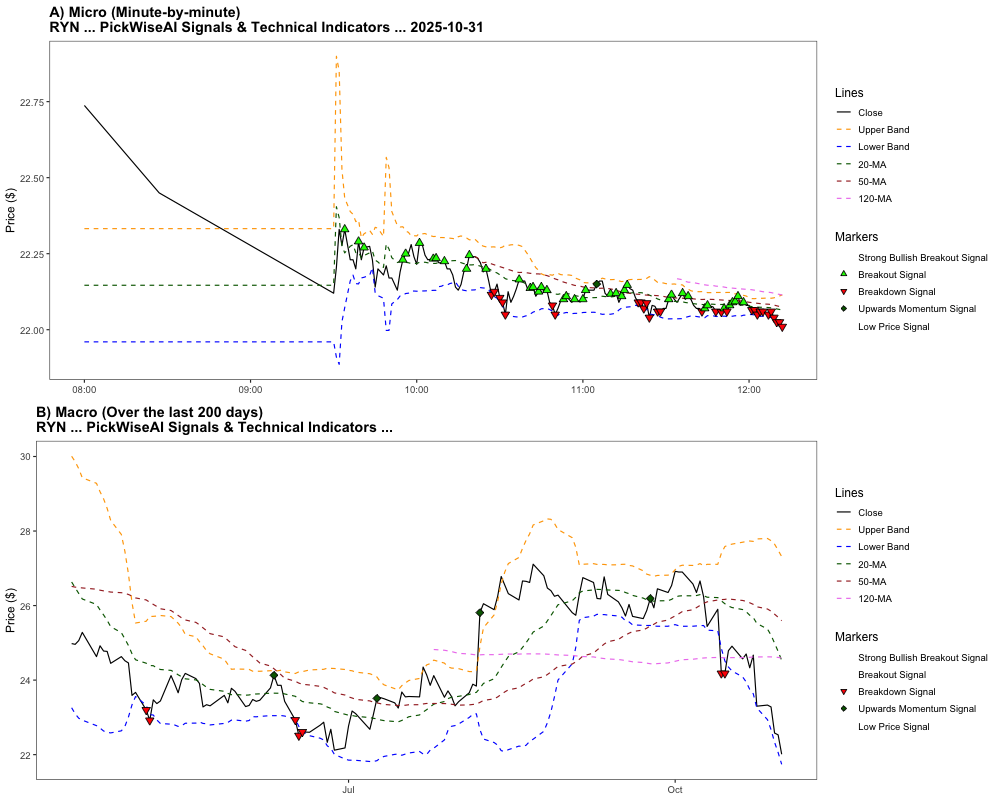 A) Micro (Minute-by-minute)
RYN ... PickWiseAI Signals & Technical Indicators ... 2025-10-31
Price ($)
22.75
22.50
22.25
22.00
08:00
09:00
10:00
11:00
12:00
Lines
Close
Upper Band
Lower Band
20-MA
50-MA
120-MA
Markers
Strong Bullish Breakout Signal
Breakout Signal
Breakdown Signal
Upwards Momentum Signal
Low Price Signal
B) Macro (Over the last 200 days)
RYN ... PickWiseAI Signals & Technical Indicators ...
Price ($)
30
28
26
24
22
Jul
Oct
Lines
Close
Upper Band
Lower Band
20-MA
50-MA
120-MA
Markers
Strong Bullish Breakout Signal
Breakout Signal
Breakdown Signal
Upwards Momentum Signal
Low Price Signal